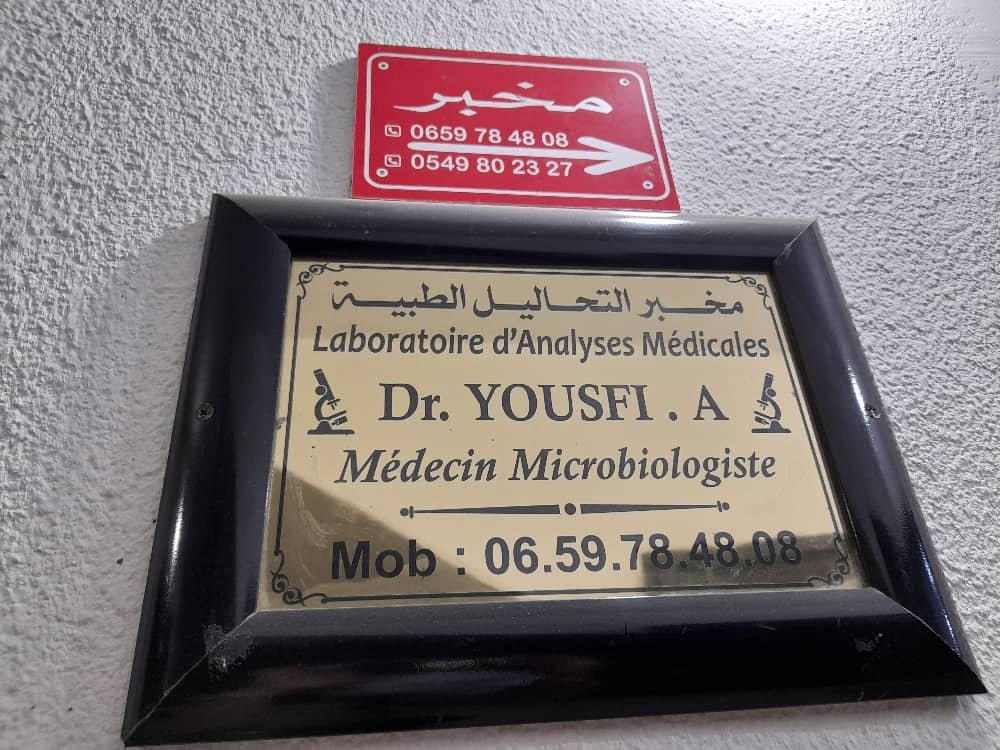 مخبر
0659 78 48 08
0549 80 23 27
مخبر التحاليل الطبية
Laboratoire d'Analyses Médicales
Dr. YOUSFI . A
Médecin Microbiologiste
Mob : 06.59.78.48.08